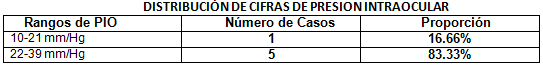 DISTRIBUCIÓN DE CIFRAS DE PRESION INTRAOCULAR
Rangos de PIO Número de Casos Proporción
10-21 mm/Hg 1 16.66%
22-39 mm/Hg 5 83.33%